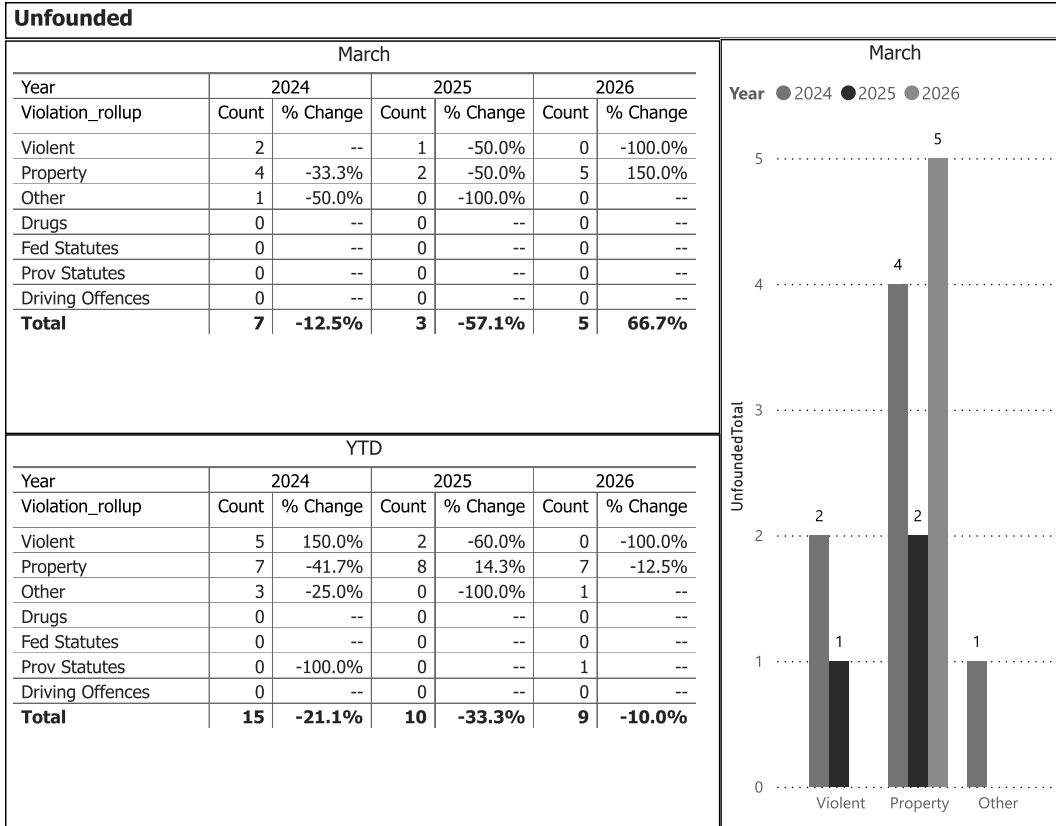 Unfounded
March
Year 2024 2025 2026
Violation_rollup Count % Change Count % Change Count % Change
Violent 2 -- 1 -50.0% 0 -100.0%
Property 4 -33.3% 2 -50.0% 5 150.0%
Other 1 -50.0% 0 -100.0% 0 --
Drugs 0 -- 0 -- 0 --
Fed Statutes 0 -- 0 -- 0 --
Prov Statutes 0 -- 0 -- 0 --
Driving Offences 0 -- 0 -- 0 --
Total 7 -12.5% 3 -57.1% 5 66.7%
YTD
Year 2024 2025 2026
Violation_rollup Count % Change Count % Change Count % Change
Violent 5 150.0% 2 -60.0% 0 -100.0%
Property 7 -41.7% 8 14.3% 7 -12.5%
Other 3 -25.0% 0 -100.0% 1 --
Drugs 0 -- 0 -- 0 --
Fed Statutes 0 -- 0 -- 0 --
Prov Statutes 0 -100.0% 0 -- 1 --
Driving Offences 0 -- 0 -- 0 --
Total 15 -21.1% 10 -33.3% 9 -10.0%
March
Year 2024 2025 2026
5
5
4
4
3
UnfoundedTotal
2 2
2
1 1
1
0
Violent Property Other